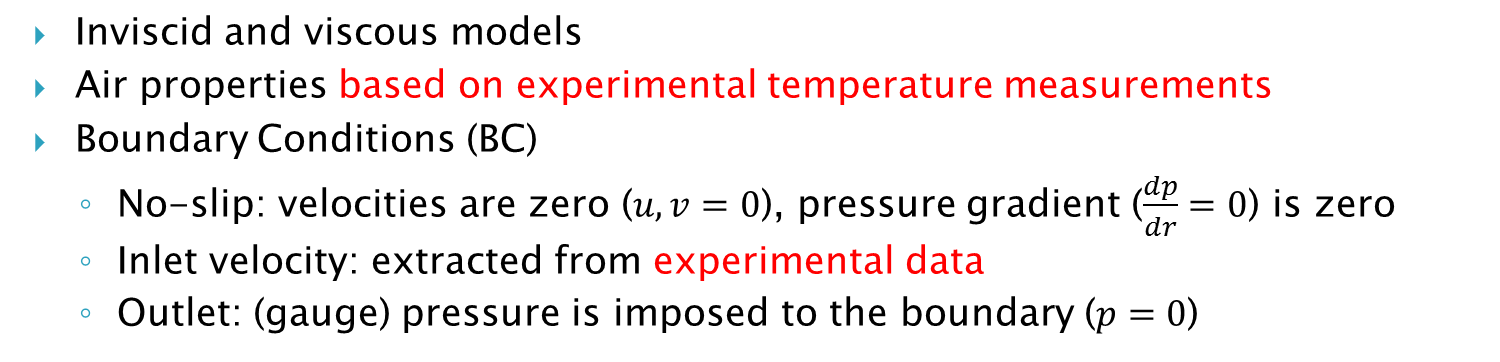 Inviscid and viscous models
Air properties based on experimental temperature measurements
Boundary Conditions (BC)
No-slip: velocities are zero (u, v = 0), pressure gradient (dp/dr = 0) is zero
Inlet velocity: extracted from experimental data
Outlet: (gauge) pressure is imposed to the boundary (p = 0)